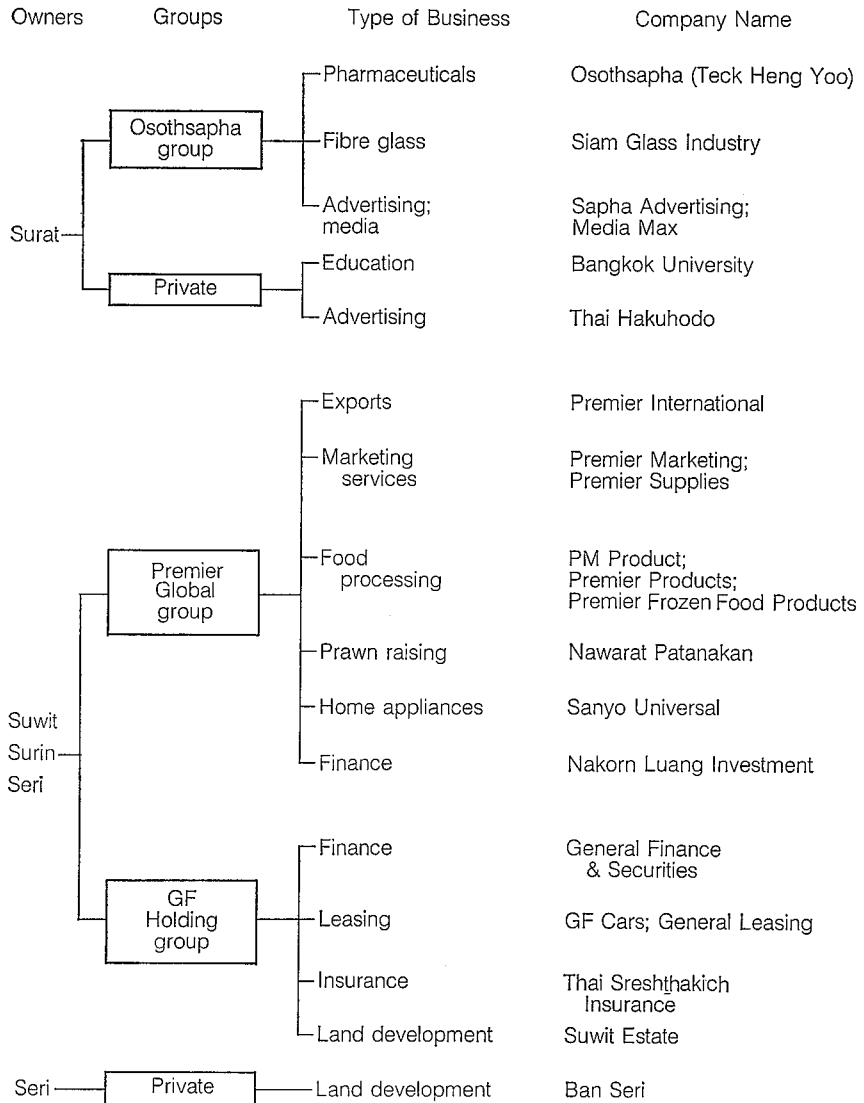 Owners Groups Type of Business Company Name
Pharmaceuticals Osothsapha (Teck Heng Yoo)
Osothsapha
group
Fibre glass Siam Glass Industry
Advertising;
media
Sapha Advertising;
Media Max
Surat
Education Bangkok University
Private
Advertising Thai Hakuhodo
Exports Premier International
Marketing
services
Premier Marketing;
Premier Supplies
Premier
Global
group
Food
processing
PM Product;
Premier Products;
Premier Frozen Food Products
Prawn raising Nawarat Patanakan
Home appliances Sanyo Universal
Suwit
Surin
Seri
Finance Nakorn Luang Investment
Finance General Finance
& Securities
GF
Holding
group
Leasing GF Cars; General Leasing
Insurance Thai Sreshthakich
Insurance
Land development Suwit Estate
Seri Private Land development Ban Seri